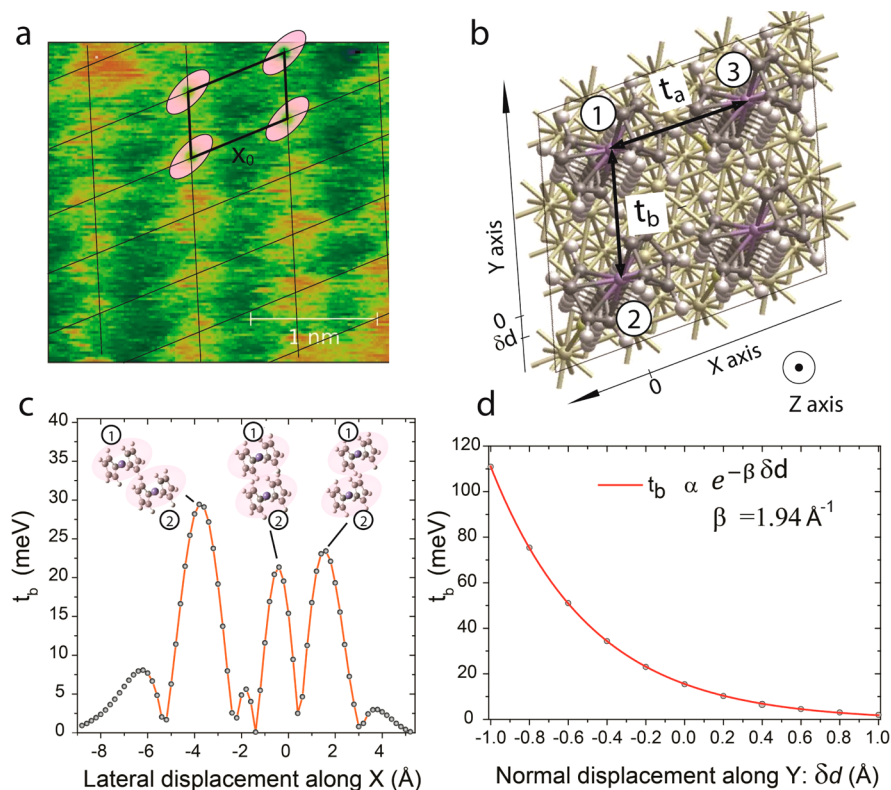 a
X₀
1 nm
b
1
3
tₐ
t_b
2
Y axis
0
δd
0
X axis
Z axis
c
40
35
30
25
20
15
10
5
0
t_b (meV)
1
2
1
2
1
2
-8 -6 -4 -2 0 2 4
Lateral displacement along X (Å)
d
120
100
80
60
40
20
0
t_b (meV)
t_b α e^{-β δd}
β =1.94 Å⁻¹
-1.0 -0.8 -0.6 -0.4 -0.2 0.0 0.2 0.4 0.6 0.8 1.0
Normal displacement along Y: δd (Å)